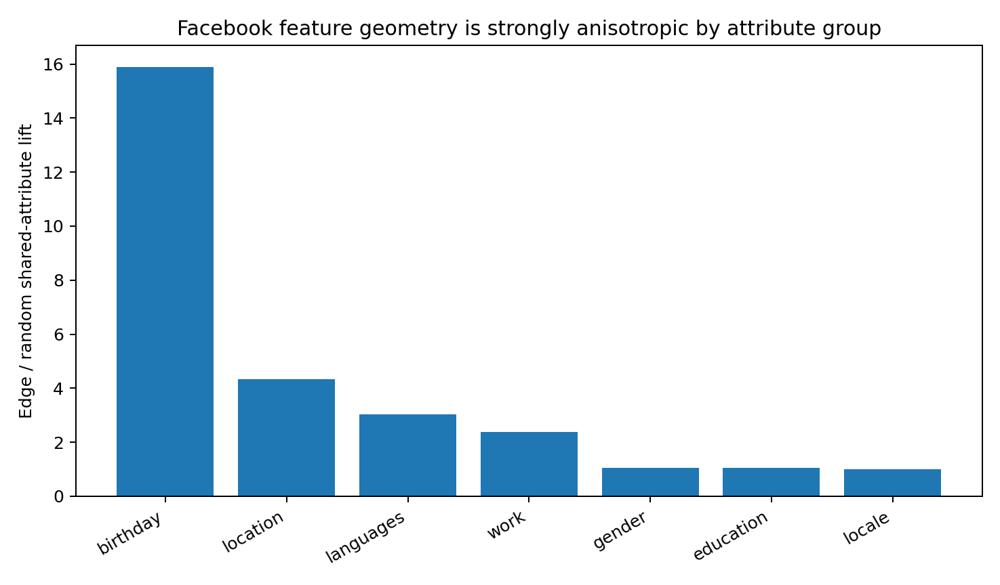 Facebook feature geometry is strongly anisotropic by attribute group
Edge / random shared-attribute lift
16
14
12
10
8
6
4
2
0
birthday
location
languages
work
gender
education
locale